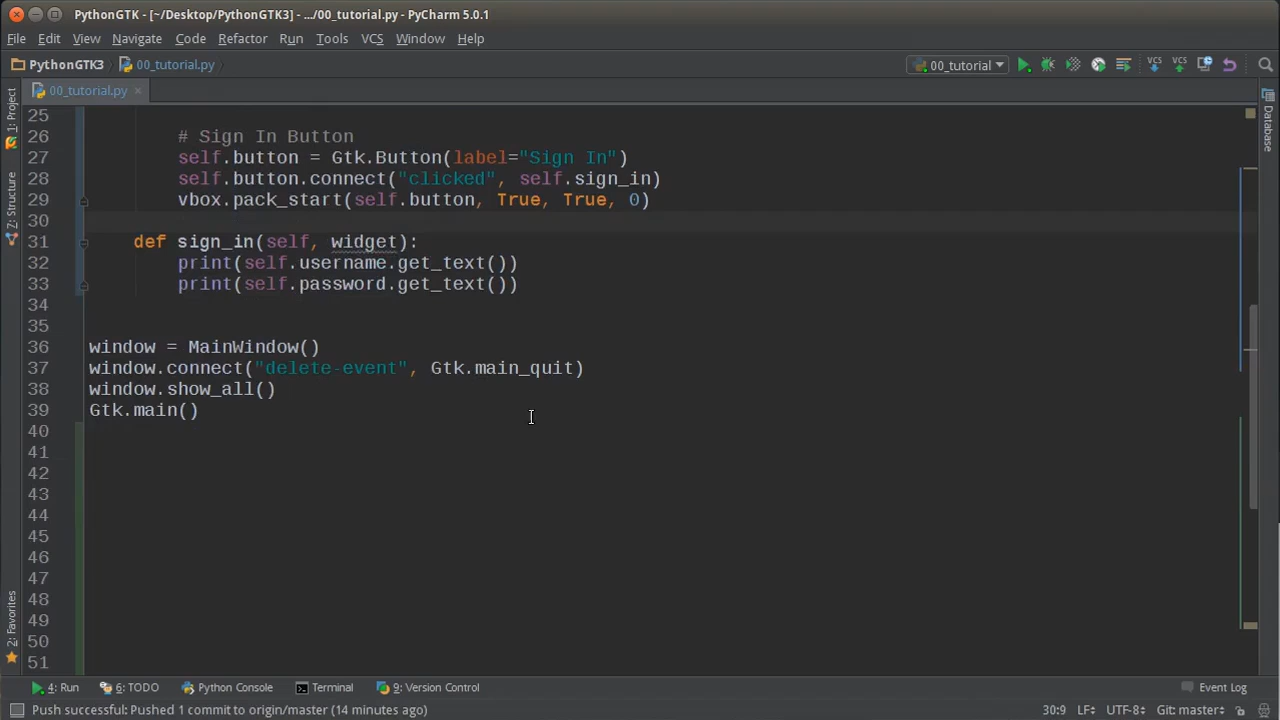 PythonGTK - [~/Desktop/PythonGTK3] - .../00_tutorial.py - PyCharm 5.0.1
File Edit View Navigate Code Refactor Run Tools VCS Window Help
PythonGTK3 00_tutorial.py 00_tutorial VCS VCS
1: Project
Z: Structure
2: Favorites
Database
00_tutorial.py ×
25
26 # Sign In Button
27 self.button = Gtk.Button(label="Sign In")
28 self.button.connect("clicked", self.sign_in)
29 vbox.pack_start(self.button, True, True, 0)
30
31 def sign_in(self, widget):
32 print(self.username.get_text())
33 print(self.password.get_text())
34
35
36 window = MainWindow()
37 window.connect("delete-event", Gtk.main_quit)
38 window.show_all()
39 Gtk.main()
40
41
42
43
44
45
46
47
48
49
50
51
4: Run 6: TODO Python Console Terminal 9: Version Control Event Log
Push successful: Pushed 1 commit to origin/master (14 minutes ago) 30:9 LF÷ UTF-8÷ Git: master÷